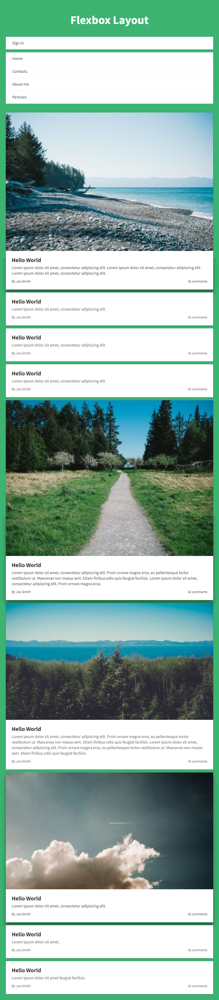 Flexbox Layout
Sign in
Home
Contacts
About me
Partners
Hello World
Lorem ipsum dolor sit amet, consectetur adipiscing elit. Lorem ipsum dolor sit amet, consectetur adipiscing elit.
Lorem ipsum dolor sit amet, consectetur adipiscing elit.
By Joe Smith 42 comments
Hello World
Lorem ipsum dolor sit amet, consectetur adipiscing elit.
By Joe Smith 42 comments
Hello World
Lorem ipsum dolor sit amet, consectetur adipiscing elit.
By Joe Smith 42 comments
Hello World
Lorem ipsum dolor sit amet, consectetur adipiscing elit.
By Joe Smith 42 comments
Hello World
Lorem ipsum dolor sit amet, consectetur adipiscing elit. Proin ornare magna eros, eu pellentesque tortor
vestibulum ut. Maecenas non massa sem. Etiam finibus odio quis feugiat facilisis. Lorem ipsum dolor sit amet,
consectetur adipiscing elit. Proin ornare magna eros.
By Joe Smith 42 comments
Hello World
Lorem ipsum dolor sit amet, consectetur adipiscing elit. Proin ornare magna eros, eu pellentesque tortor
vestibulum ut. Maecenas non massa sem. Etiam finibus odio quis feugiat facilisis. Lorem ipsum dolor sit amet,
consectetur adipiscing elit. Proin ornare magna eros, eu pellentesque tortor vestibulum ut. Maecenas non massa
sem. Etiam finibus odio quis feugiat facilisis.
By Joe Smith 42 comments
Hello World
Lorem ipsum dolor sit amet, consectetur adipiscing elit.
By Joe Smith 42 comments
Hello World
Lorem ipsum dolor sit amet.
By Joe Smith 42 comments
Hello World
Lorem ipsum dolor sit amet feugiat facilisis.
By Joe Smith 42 comments